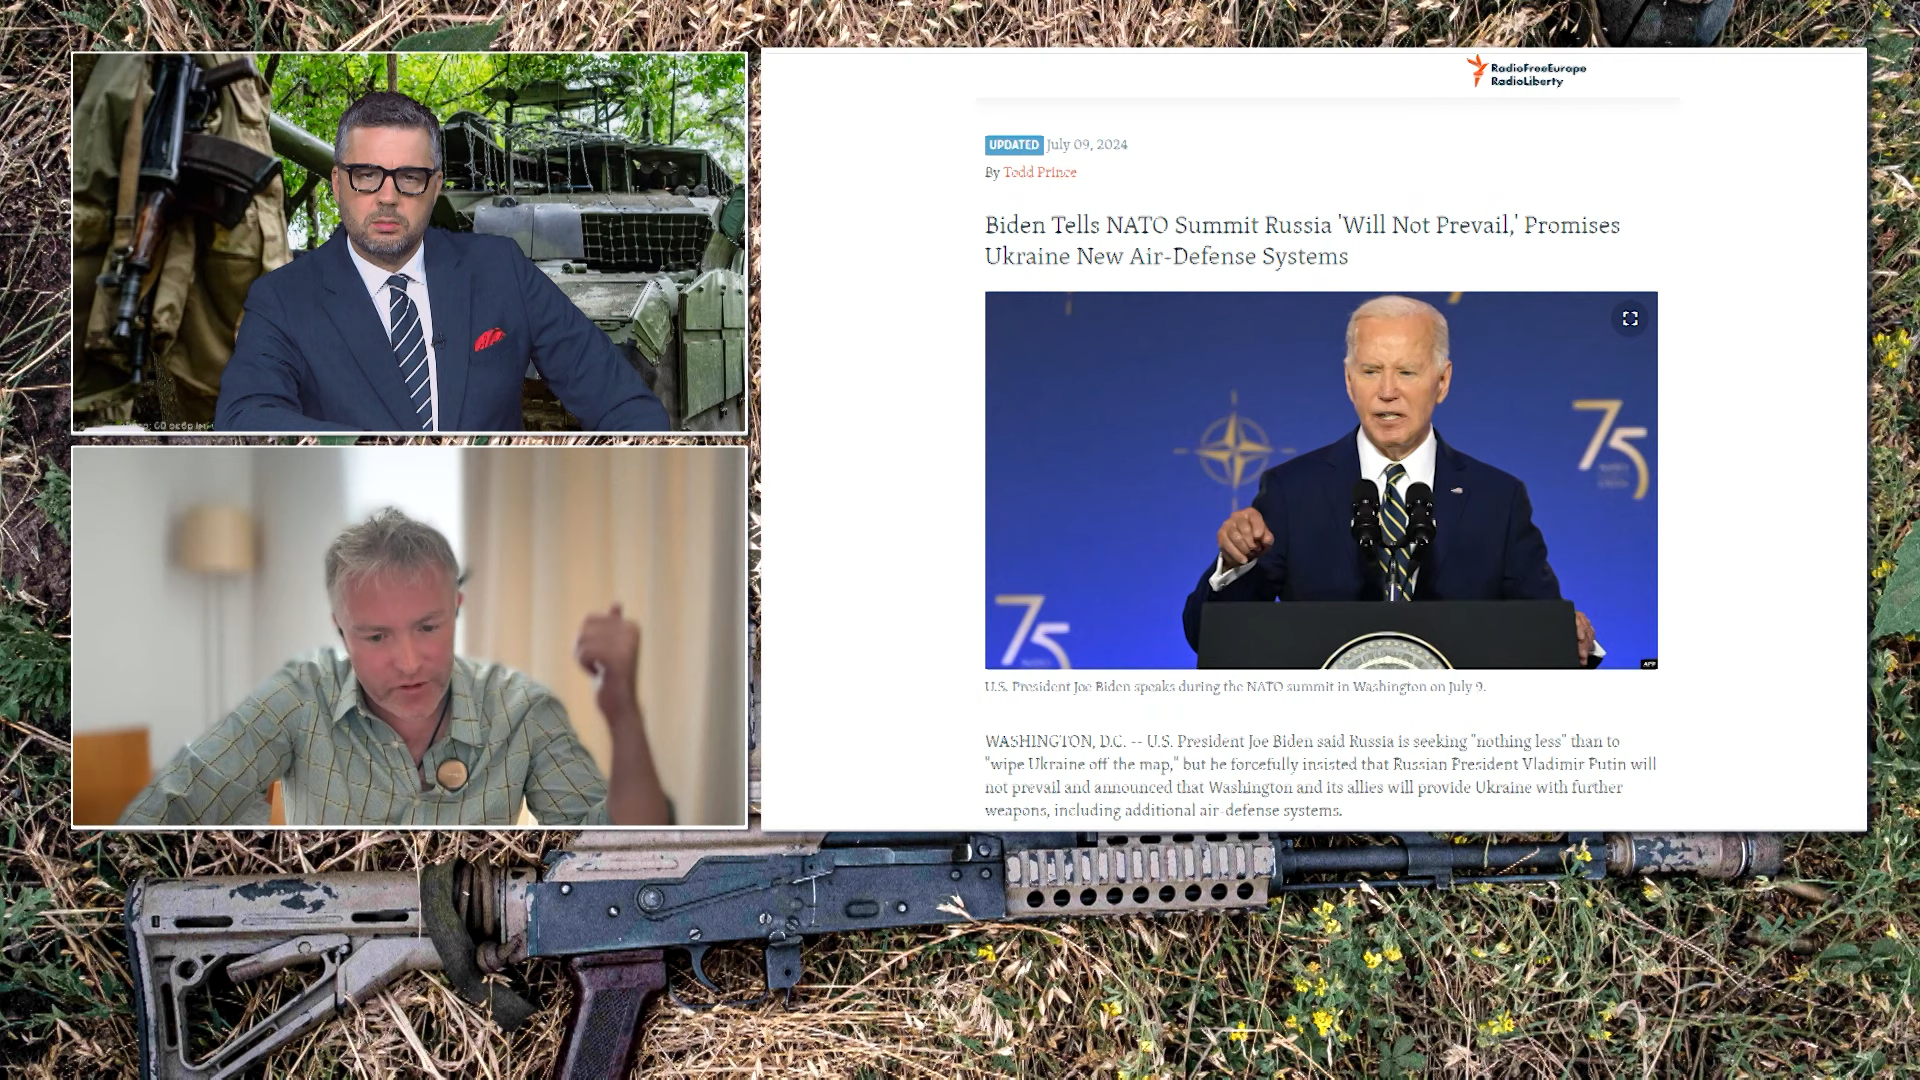 RadioFreeEurope
RadioLiberty
UPDATED July 09, 2024
By Todd Prince
Biden Tells NATO Summit Russia 'Will Not Prevail,' Promises
Ukraine New Air-Defense Systems
75
75
AFP
U.S. President Joe Biden speaks during the NATO summit in Washington on July 9.
WASHINGTON, D.C. -- U.S. President Joe Biden said Russia is seeking "nothing less" than to
"wipe Ukraine off the map," but he forcefully insisted that Russian President Vladimir Putin will
not prevail and announced that Washington and its allies will provide Ukraine with further
weapons, including additional air-defense systems.